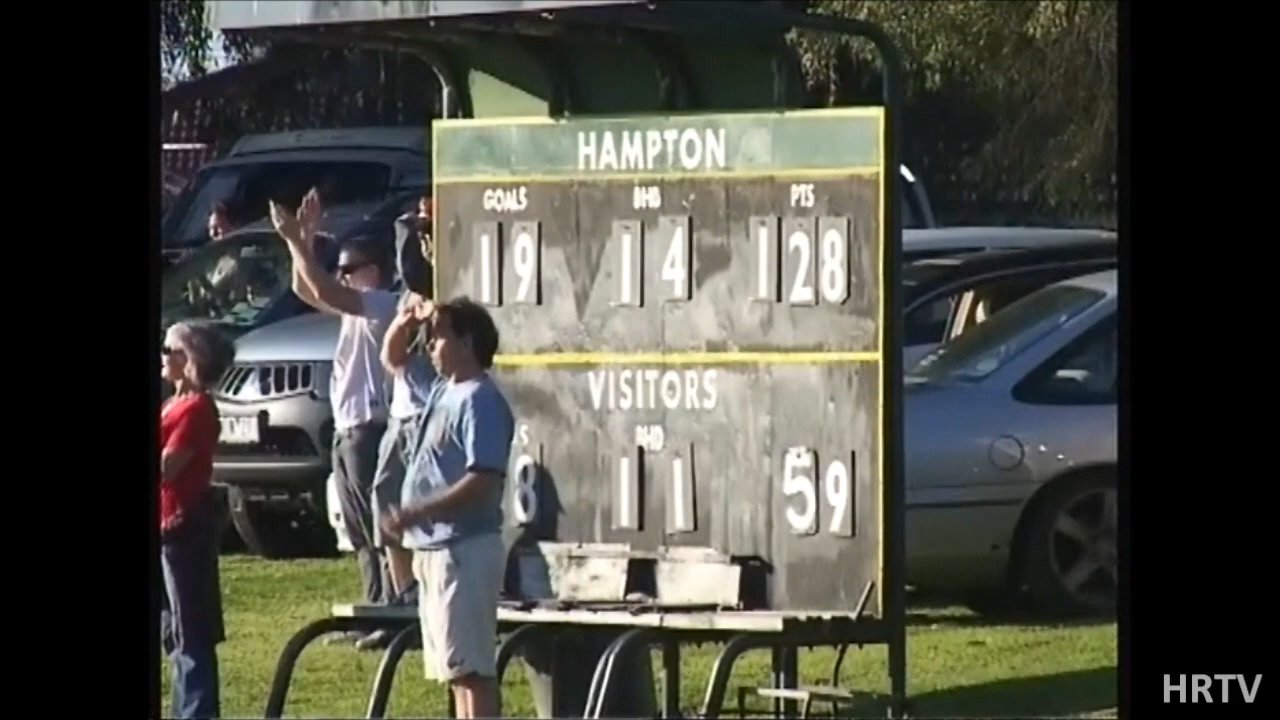 HAMPTON
GOALS BHD PTS
19 14 128
VISITORS
S BHD
8 11 59
HRTV